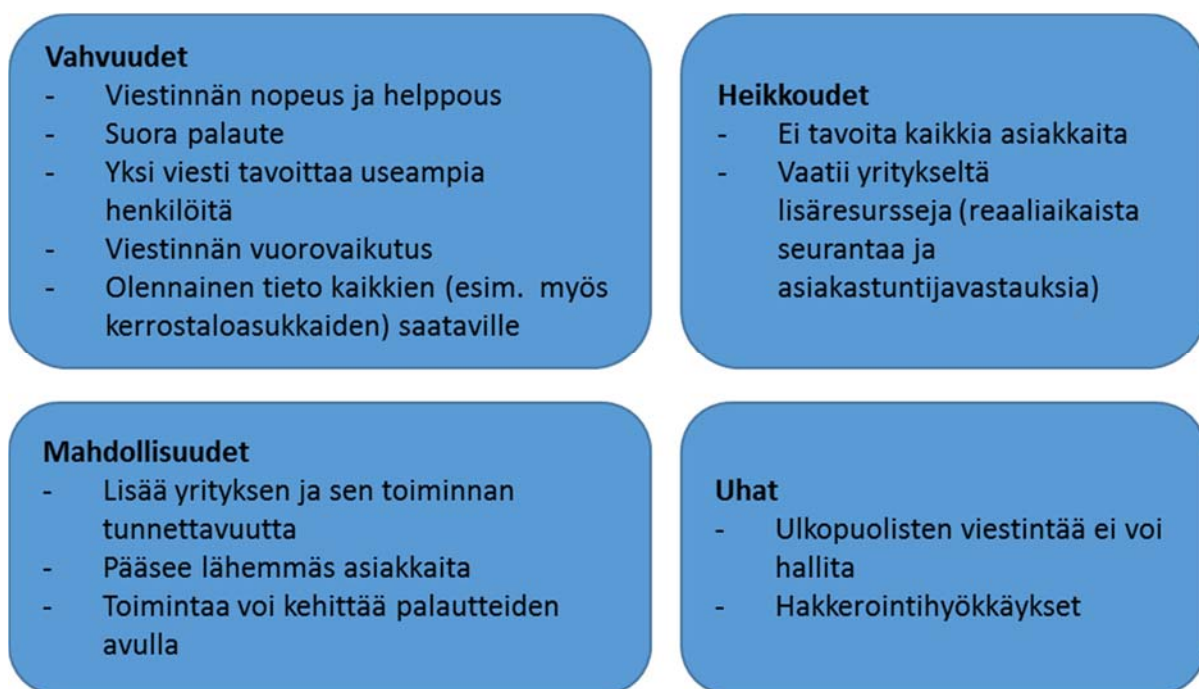 Vahvuudet
- Viestinnän nopeus ja helppous
- Suora palaute
- Yksi viesti tavoittaa useampia
henkilöitä
- Viestinnän vuorovaikutus
- Olennainen tieto kaikkien (esim. myös
kerrostaloasukkaiden) saataville
Heikkoudet
- Ei tavoita kaikkia asiakkaita
- Vaatii yritykseltä
lisäresursseja (reaaliaikaista
seurantaa ja
asiakastuntijavastauksia)
Mahdollisuudet
- Lisää yrityksen ja sen toiminnan
tunnettavuutta
- Pääsee lähemmäs asiakkaita
- Toimintaa voi kehittää palautteiden
avulla
Uhat
- Ulkopuolisten viestintää ei voi
hallita
- Hakkerointihyökkäykset